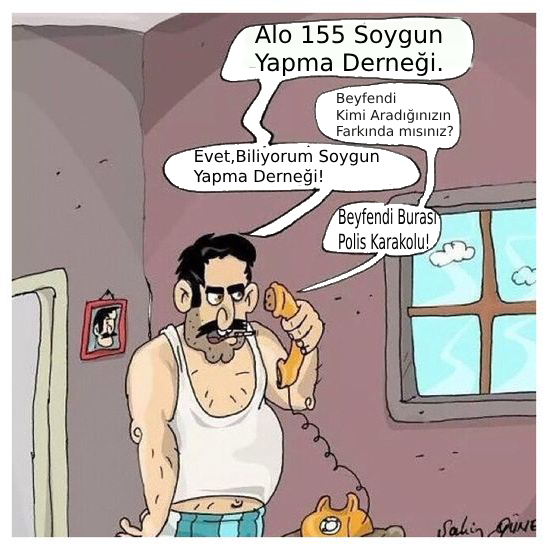 Alo 155 Soygun
Yapma Derneği.
Beyfendi
Kimi Aradığınızın
Farkında mısınız?
Evet,Biliyorum Soygun
Yapma Derneği!
Beyfendi Burası
Polis Karakolu!
Şahin